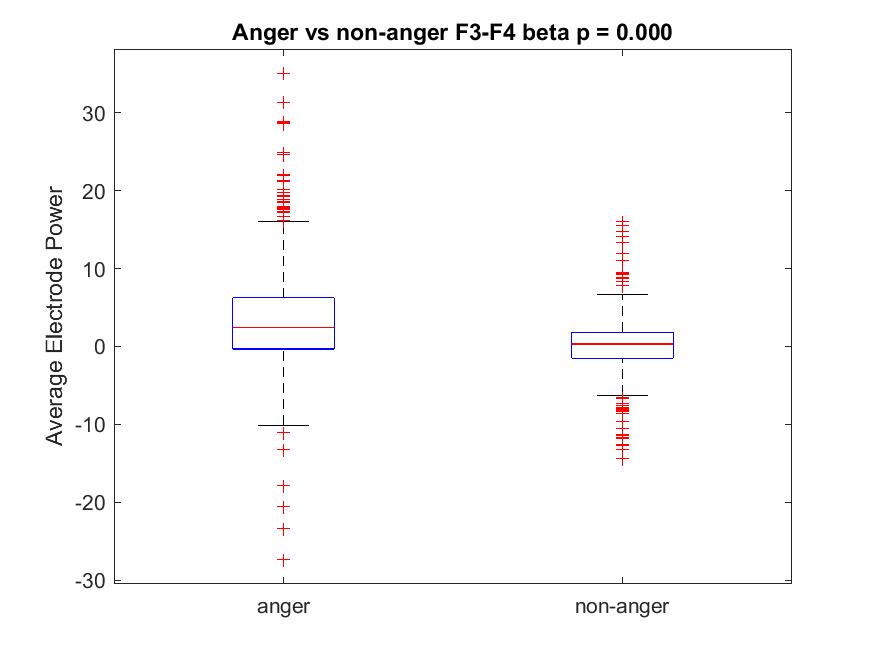 Anger vs non-anger F3-F4 beta p = 0.000
Average Electrode Power
30
20
10
0
-10
-20
-30
anger
non-anger